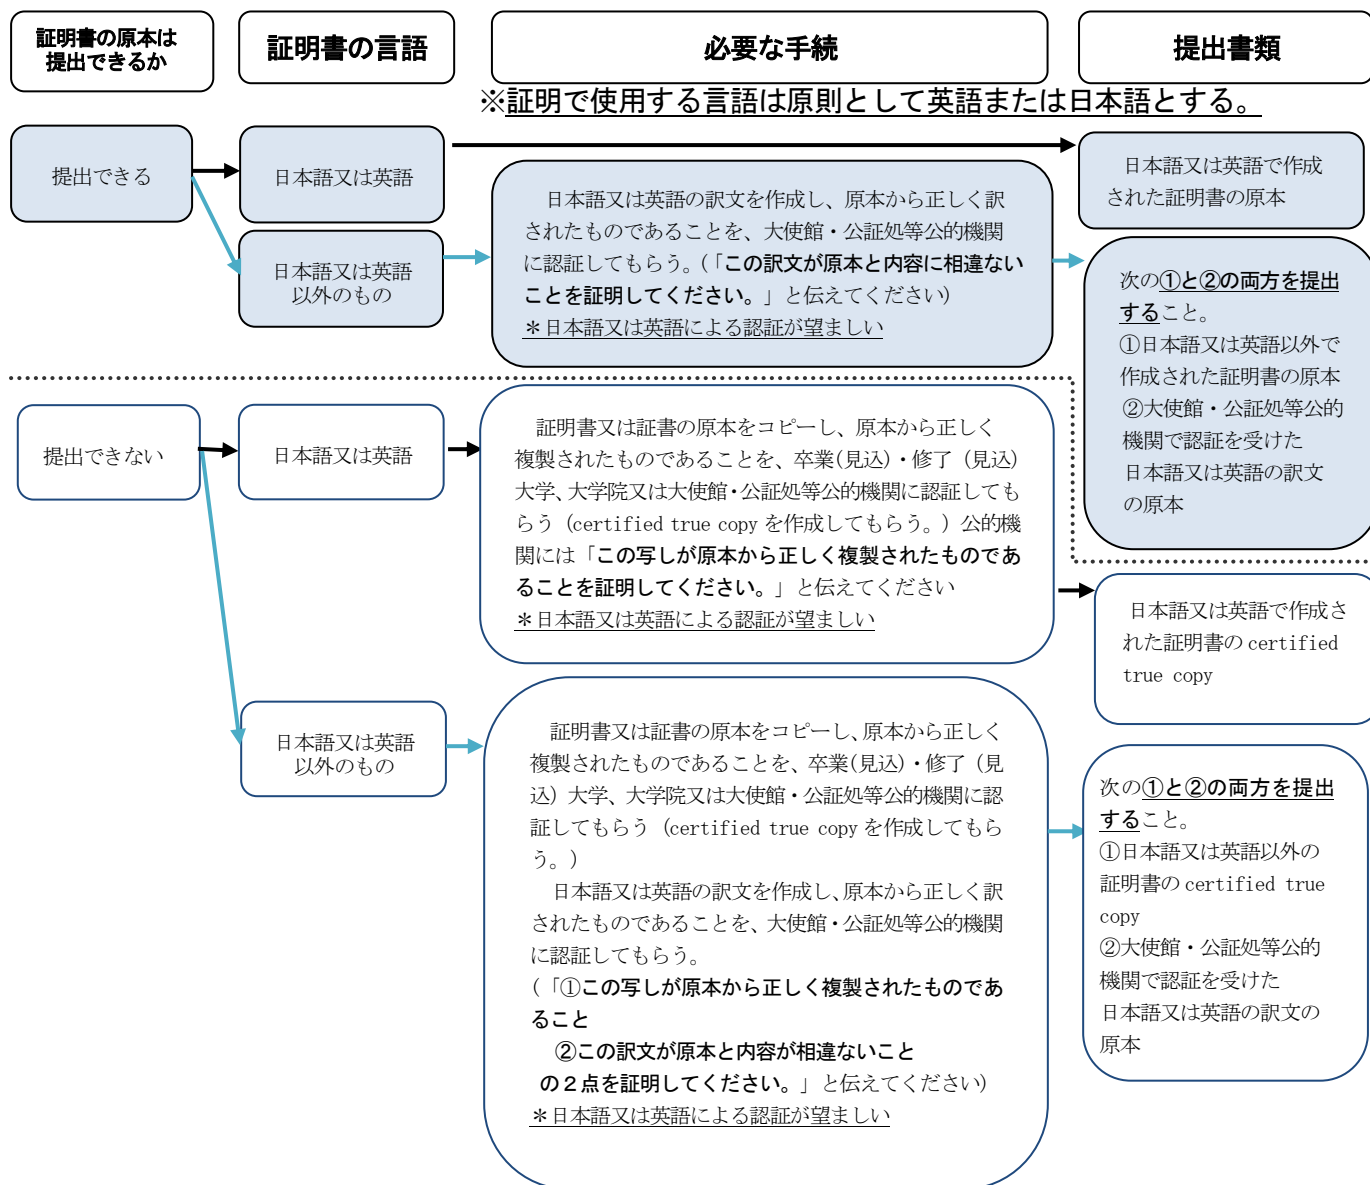 証明書の原本は
提出できるか
証明書の言語
必要な手続
提出書類
※証明で使用する言語は原則として英語または日本語とする。
提出できる
日本語又は英語
日本語又は英語で作成
された証明書の原本
日本語又は英語
以外のもの
日本語又は英語の訳文を作成し、原本から正しく訳
されたものであることを、大使館・公証処等公的機関
に認証してもらう。(「この訳文が原本と内容に相違ない
ことを証明してください。」と伝えてください)
＊日本語又は英語による認証が望ましい
次の①と②の両方を提出
すること。
①日本語又は英語以外で
作成された証明書の原本
②大使館・公証処等公的
機関で認証を受けた
日本語又は英語の訳文
の原本
提出できない
日本語又は英語
証明書又は証書の原本をコピーし、原本から正しく
複製されたものであることを、卒業(見込)・修了（見込）
大学、大学院又は大使館・公証処等公的機関に認証しても
らう（certified true copy を作成してもらう。）公的機
関には「この写しが原本から正しく複製されたものであ
ることを証明してください。」と伝えてください
＊日本語又は英語による認証が望ましい
日本語又は英語で作成さ
れた証明書の certified
true copy
日本語又は英語
以外のもの
証明書又は証書の原本をコピーし、原本から正しく
複製されたものであることを、卒業(見込)・修了（見
込）大学、大学院又は大使館・公証処等公的機関に認
証してもらう（certified true copy を作成してもら
う。）
日本語又は英語の訳文を作成し、原本から正しく訳
されたものであることを、大使館・公証処等公的機関
に認証してもらう。
(「①この写しが原本から正しく複製されたものであ
ること
②この訳文が原本と内容が相違ないこと
の２点を証明してください。」と伝えてください)
＊日本語又は英語による認証が望ましい
次の①と②の両方を提出
すること。
①日本語又は英語以外の
証明書の certified true
copy
②大使館・公証処等公的
機関で認証を受けた
日本語又は英語の訳文の
原本